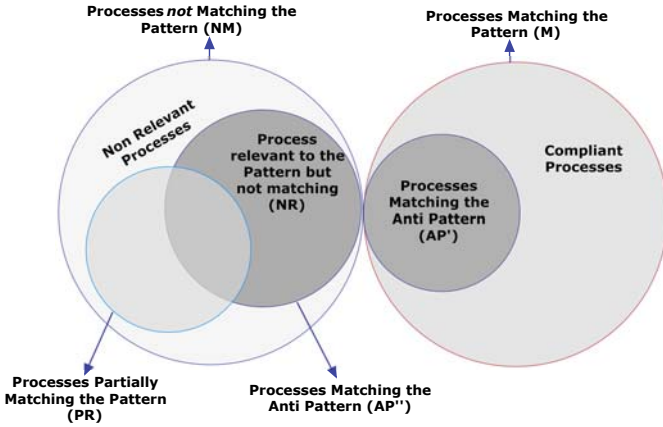 Processes not Matching the
Pattern (NM)
Processes Matching the
Pattern (M)
Non Relevant
Processes
Process
relevant to the
Pattern but
not matching
(NR)
Processes
Matching the
Anti Pattern
(AP')
Compliant
Processes
Processes Partially
Matching the Pattern
(PR)
Processes Matching the
Anti Pattern (AP'')